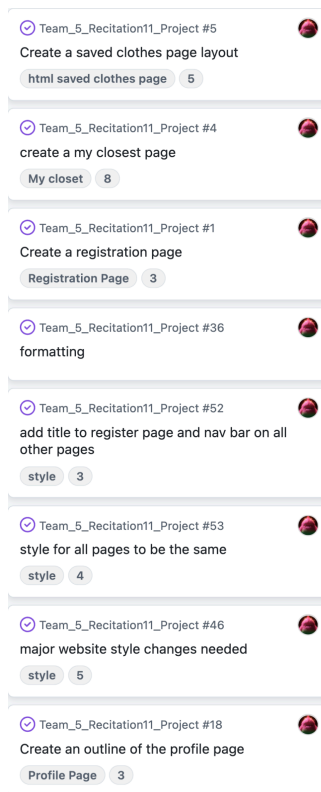 Team_5_Recitation11_Project #5
Create a saved clothes page layout
html saved clothes page 5
Team_5_Recitation11_Project #4
create a my closest page
My closet 8
Team_5_Recitation11_Project #1
Create a registration page
Registration Page 3
Team_5_Recitation11_Project #36
formatting
Team_5_Recitation11_Project #52
add title to register page and nav bar on all
other pages
style 3
Team_5_Recitation11_Project #53
style for all pages to be the same
style 4
Team_5_Recitation11_Project #46
major website style changes needed
style 5
Team_5_Recitation11_Project #18
Create an outline of the profile page
Profile Page 3